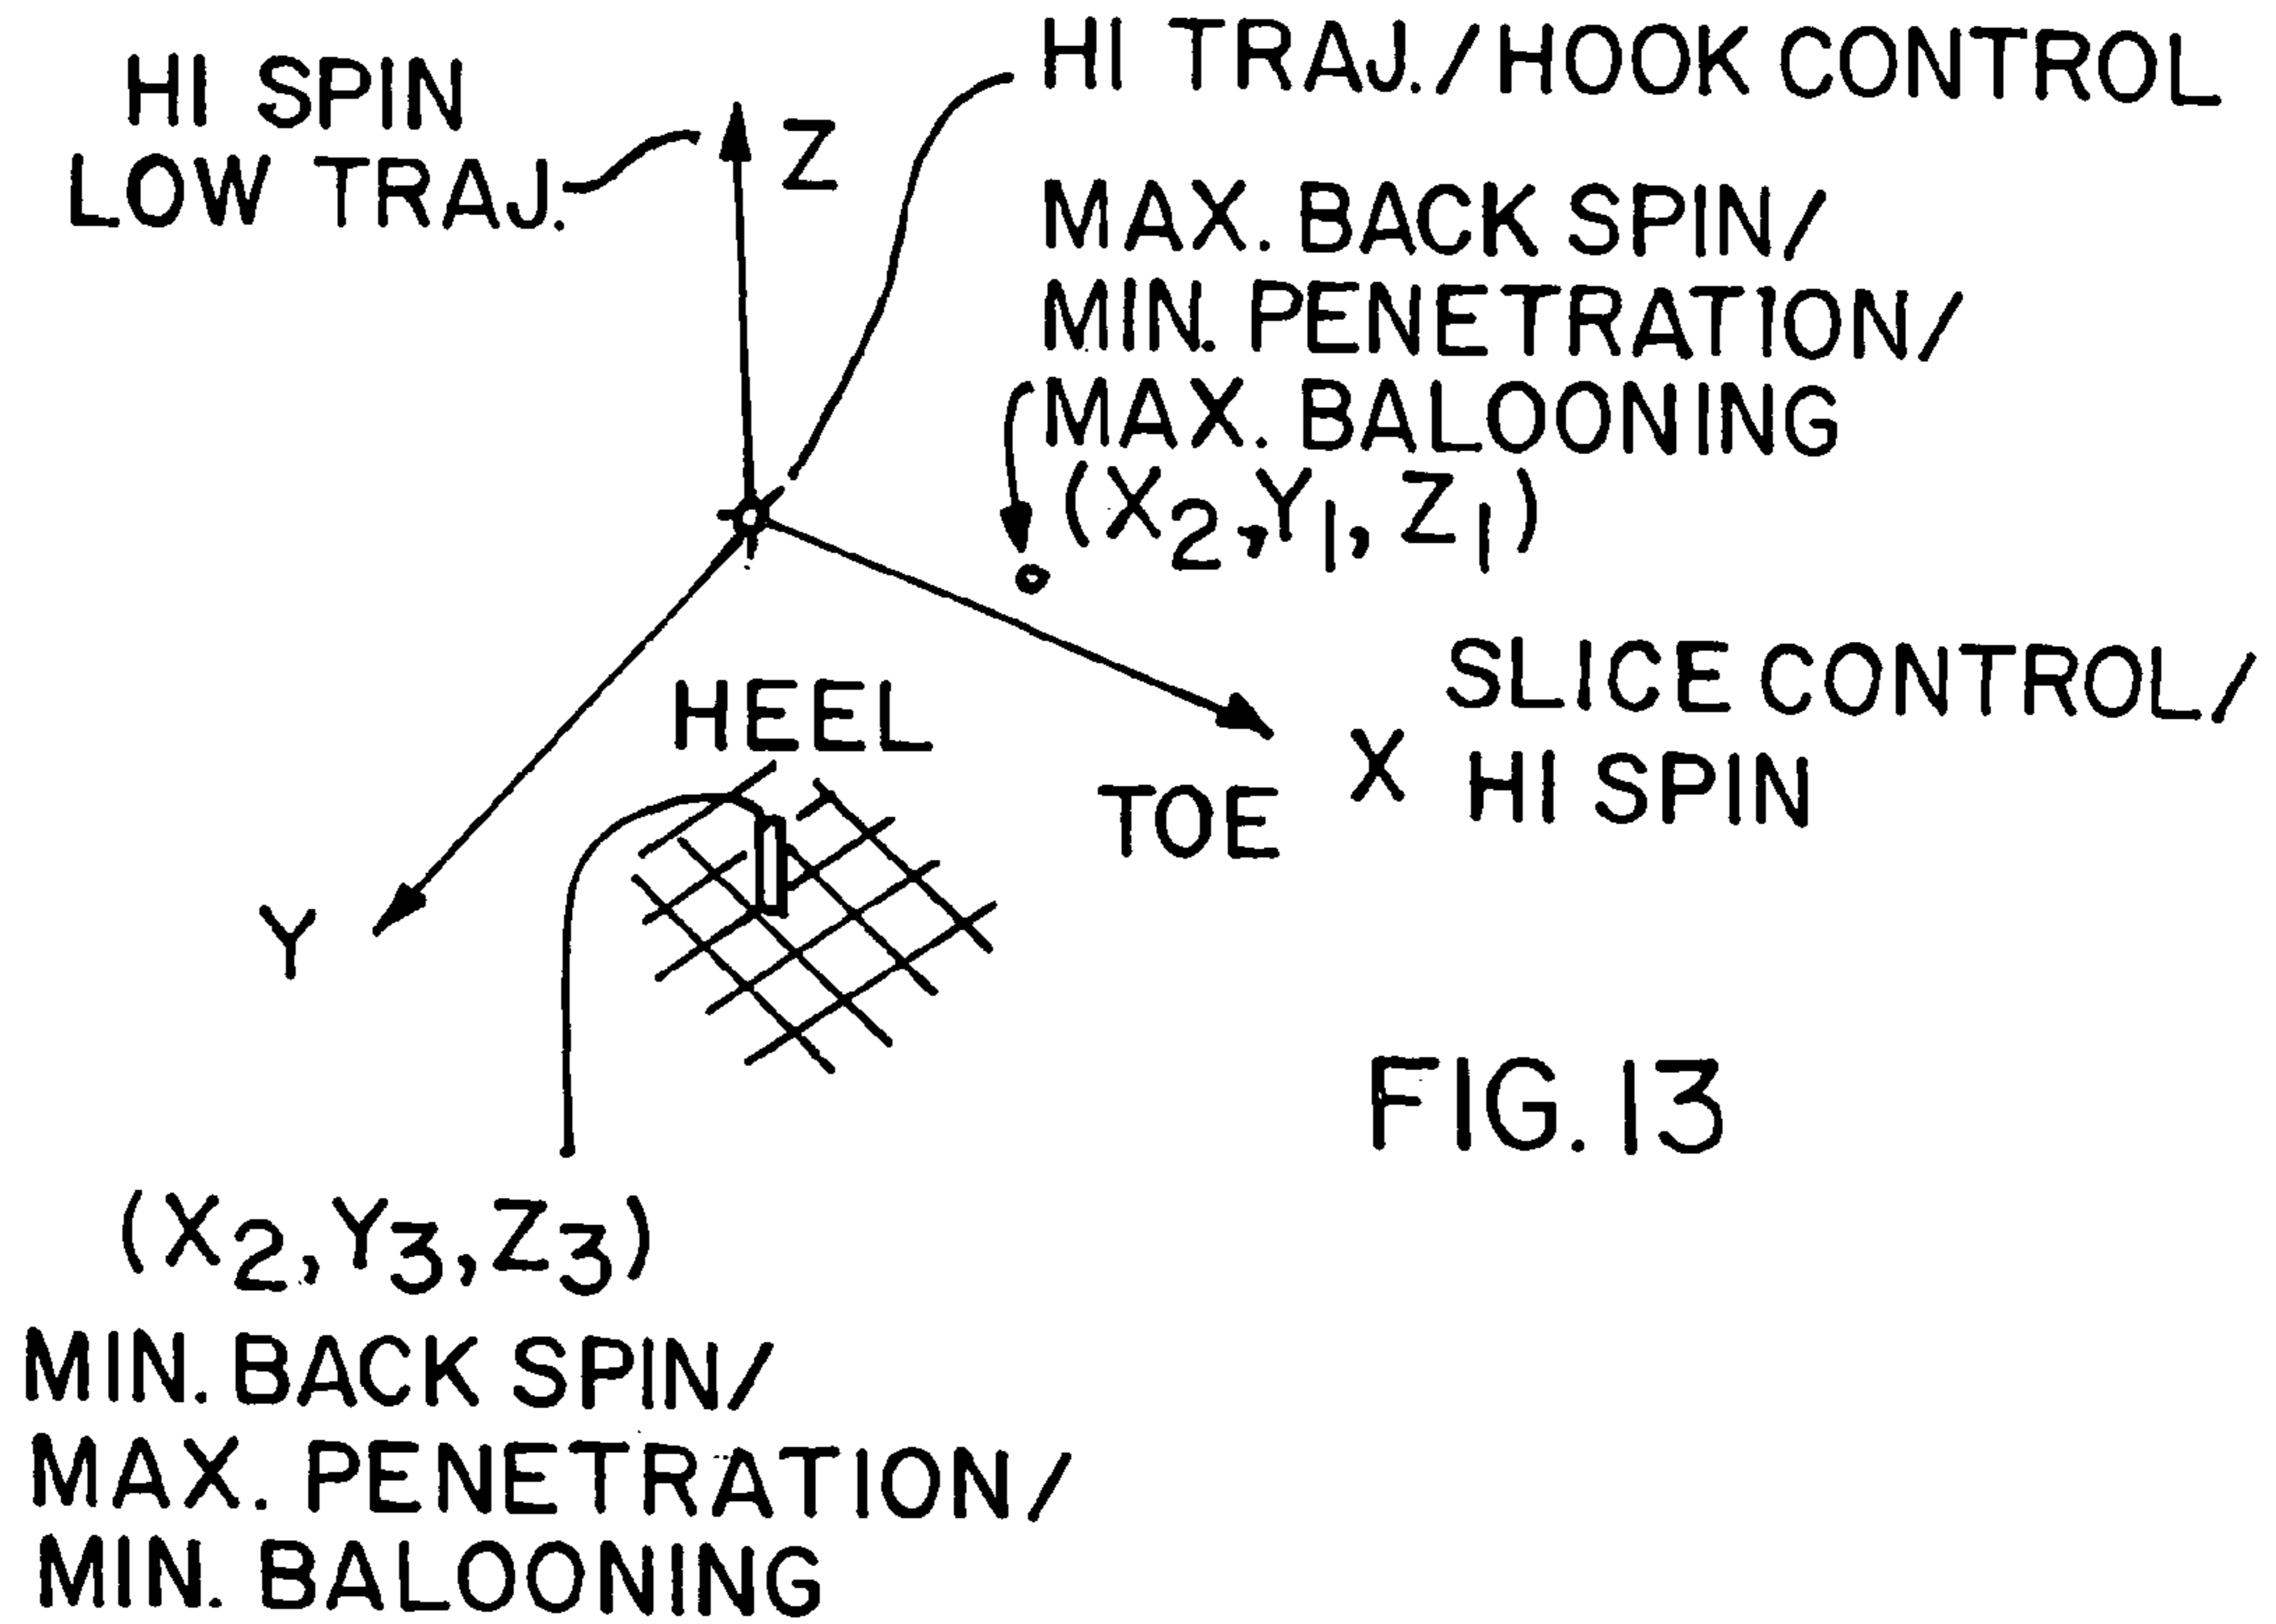 HI SPIN
LOW TRAJ.
Z
HI TRAJ./HOOK CONTROL
MAX. BACK SPIN/
MIN. PENETRATION/
MAX. BALOONING
(X2,Y1, Z1)
SLICE CONTROL/
X HI SPIN
HEEL
TOE
Y
FIG. 13
(X2,Y3,Z3)
MIN. BACK SPIN/
MAX. PENETRATION/
MIN. BALOONING